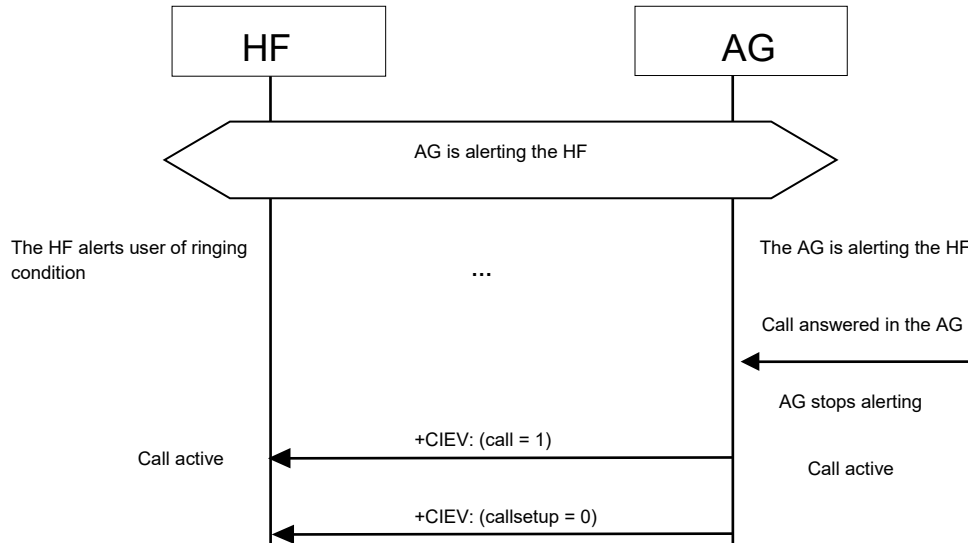 HF
AG
AG is alerting the HF
The HF alerts user of ringing
condition
...
The AG is alerting the HF
Call answered in the AG
AG stops alerting
+CIEV: (call = 1)
Call active
Call active
+CIEV: (callsetup = 0)